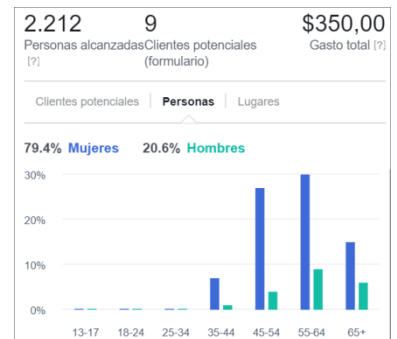 2.212 9 $350,00
Personas alcanzadas Clientes potenciales Gasto total [?]
[?] (formulario)
Clientes potenciales Personas Lugares
79.4% Mujeres 20.6% Hombres
30%
20%
10%
0%
13-17 18-24 25-34 35-44 45-54 55-64 65+